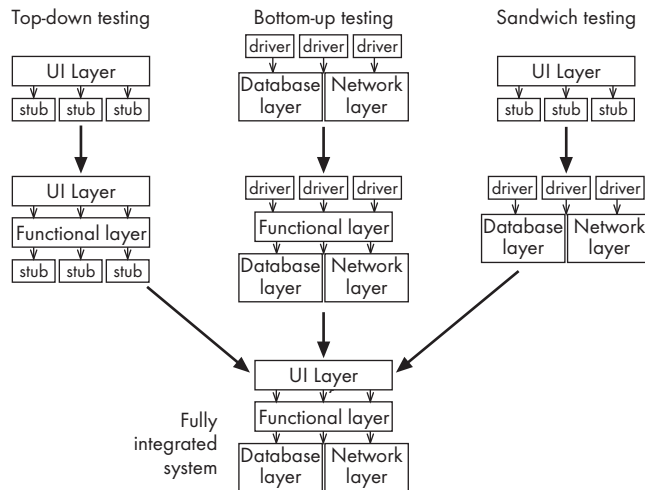 Top-down testing
UI Layer
stub stub stub
UI Layer
Functional layer
stub stub stub
Bottom-up testing
driver driver driver
Database layer
Network layer
driver driver driver
Functional layer
Database layer
Network layer
Sandwich testing
UI Layer
stub stub stub
driver driver driver
Database layer
Network layer
Fully
integrated
system
UI Layer
Functional layer
Database layer
Network layer